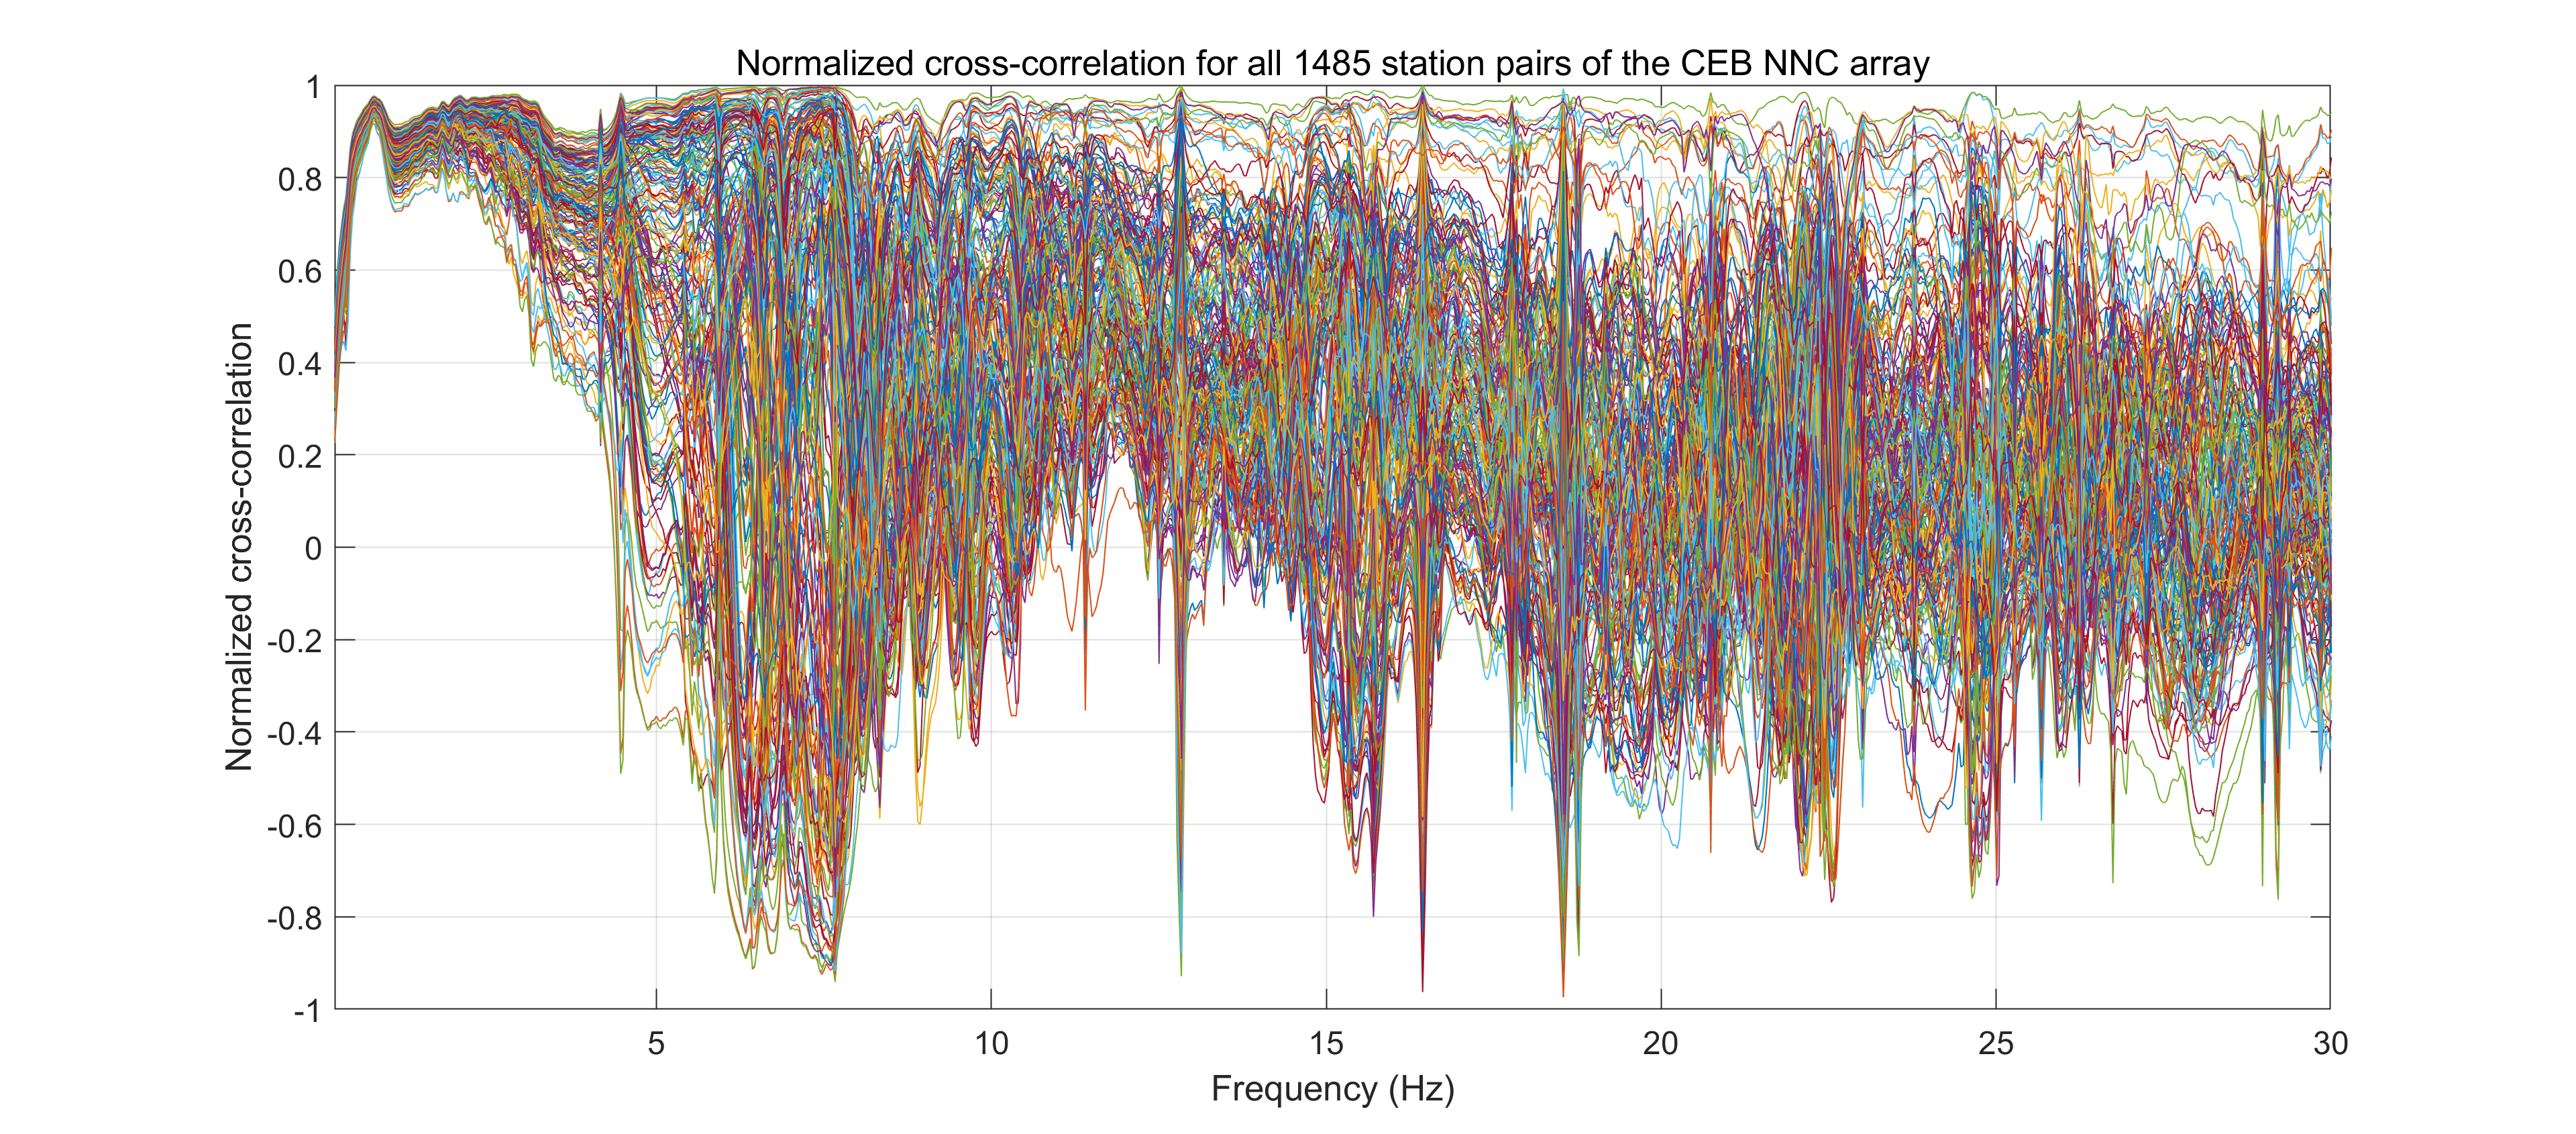 Normalized cross-correlation for all 1485 station pairs of the CEB NNC array
1
0.8
0.6
0.4
0.2
0
-0.2
-0.4
-0.6
-0.8
-1
Normalized cross-correlation
5 10 15 20 25 30
Frequency (Hz)